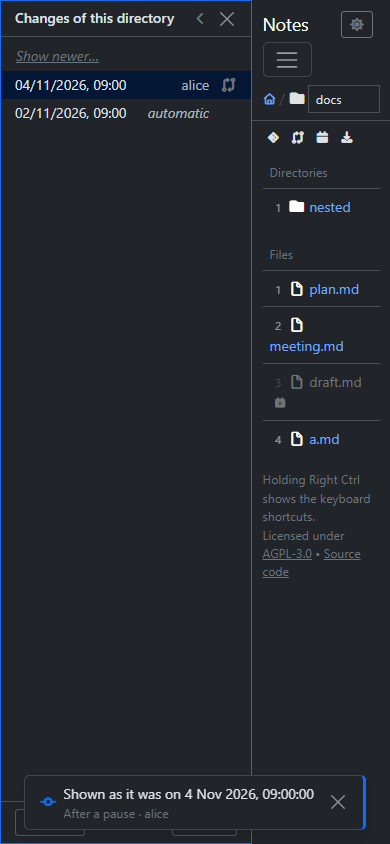 Changes of this directory
Show newer...
04/11/2026, 09:00 alice
02/11/2026, 09:00 automatic
Notes
/ docs
Directories
1 nested
Files
1 plan.md
2
meeting.md
3 draft.md
4 a.md
Holding Right Ctrl
shows the keyboard
shortcuts.
Licensed under
AGPL-3.0 • Source
code
Shown as it was on 4 Nov 2026, 09:00:00
After a pause · alice